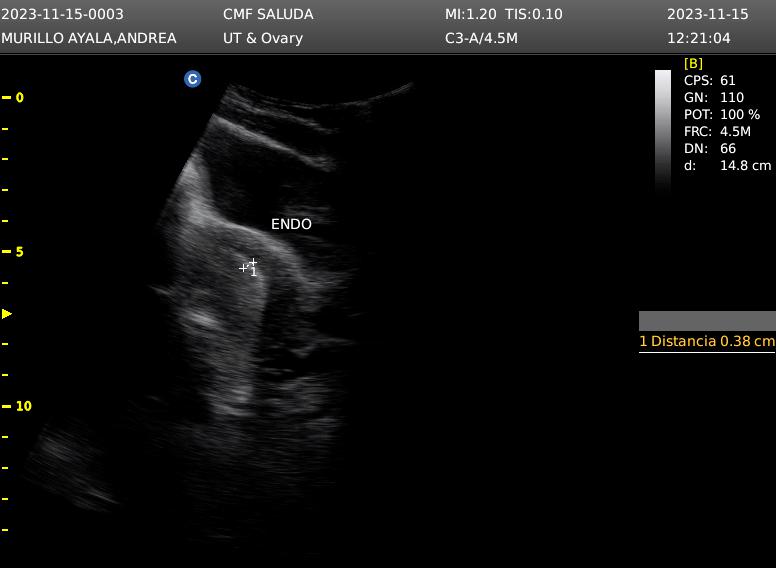 2023-11-15-0003 CMF SALUDA MI:1.20 TIS:0.10 2023-11-15
MURILLO AYALA,ANDREA UT & Ovary C3-A/4.5M 12:21:04
C
[B]
CPS: 61
GN: 110
POT: 100 %
FRC: 4.5M
DN: 66
d: 14.8 cm
0
ENDO
5
1
1 Distancia 0.38 cm
10